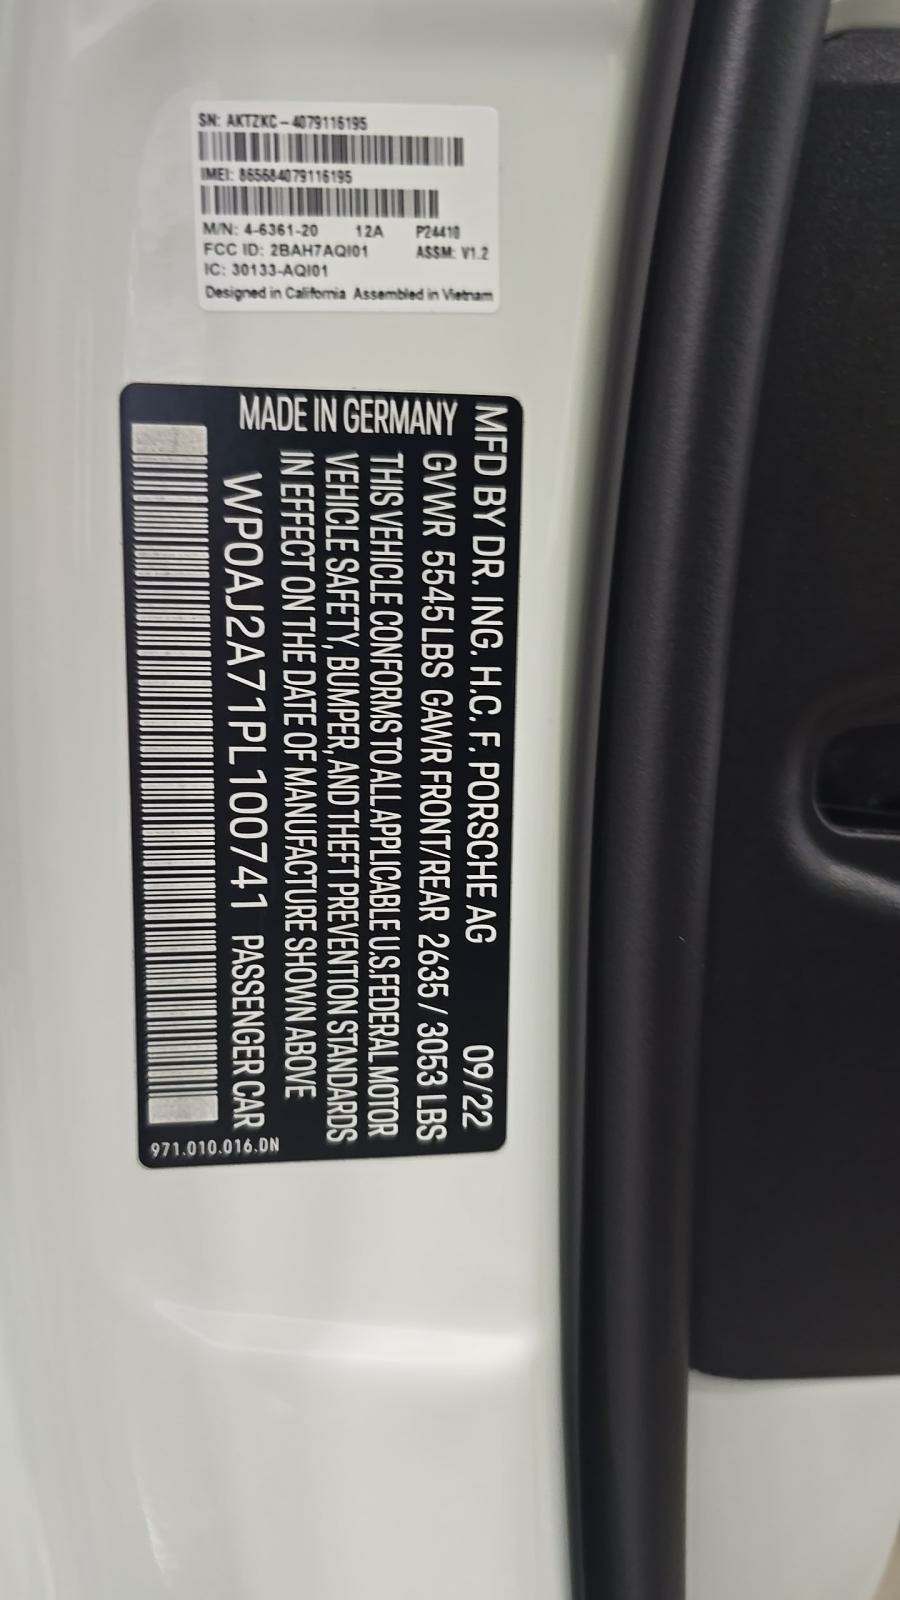 SN: AKTZKC-4079116195
IMEI: 865684079116195
M/N: 4-6361-20 12A P24410
FCC ID: 2BAH7AQI01 ASSM: V1.2
IC: 30133-AQI01
Designed in California Assembled in Vietnam
MFD BY DR. ING. H.C. F. PORSCHE AG 09/22
GVWR 5545 LBS GAWR FRONT/REAR 2635 / 3053 LBS
THIS VEHICLE CONFORMS TO ALL APPLICABLE U.S.FEDERAL MOTOR
VEHICLE SAFETY, BUMPER, AND THEFT PREVENTION STANDARDS
IN EFFECT ON THE DATE OF MANUFACTURE SHOWN ABOVE
WP0AJ2A71PL100741 PASSENGER CAR
MADE IN GERMANY
971.010.016.DN